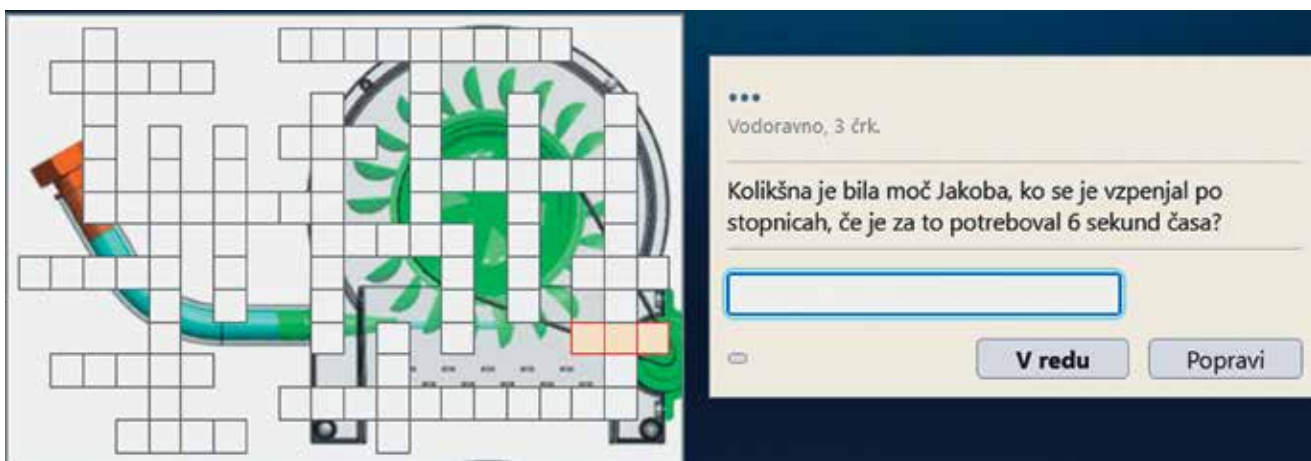 •••
Vodoravno, 3 črk.
Kolikšna je bila moč Jakoba, ko se je vzpenjal po
stopnicah, če je za to potreboval 6 sekund časa?
V redu
Popravi